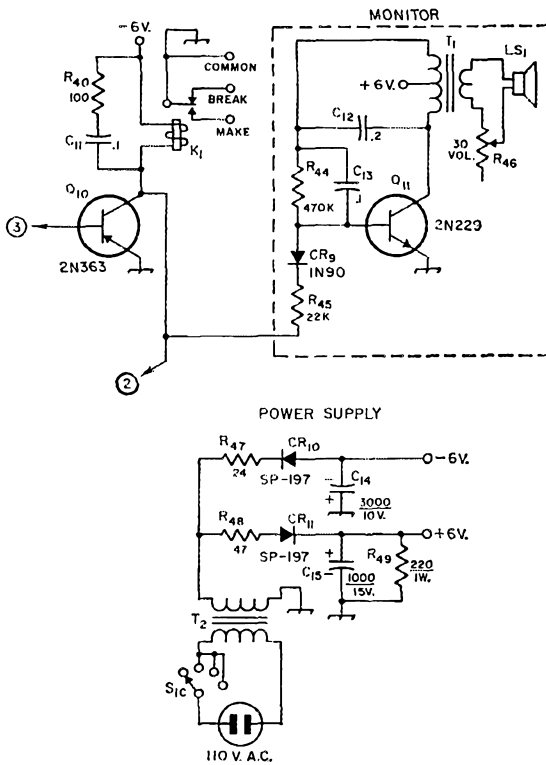 MONITOR
-6V.
R40
100
C11
.1
COMMON
BREAK
MAKE
K1
Q10
3
2N363
2
T1
LS1
+6V.
C12
.2
30
VOL.
R46
R44
470K
C13
.1
Q11
2N229
CR9
1N90
R45
22K
POWER SUPPLY
R47
24
CR10
SP-197
-6V.
-
C14
+
3000
10V.
R48
47
CR11
SP-197
+6V.
+
C15-
1000
15V.
R49
220
1W.
T2
S1C
110 V. A.C.